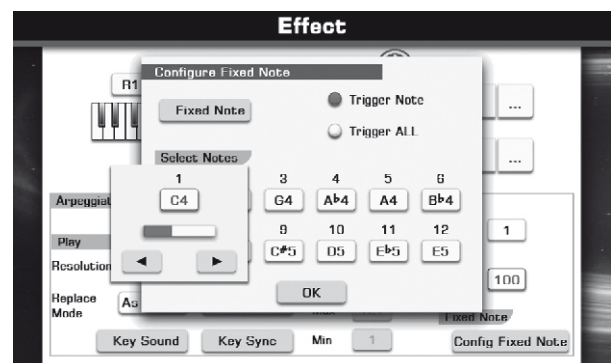 Effect
Configure Fixed Note
R1
Fixed Note
Trigger Note
...
Trigger ALL
...
Select Notes
1 3 4 5 6
C4 G4 A♭4 A4 B♭4
9 10 11 12
C#5 D5 E♭5 E5
1
Play
Resolution
100
OK
Replace
Mode
Fixed Note
Key Sound Key Sync Min 1 Config Fixed Note